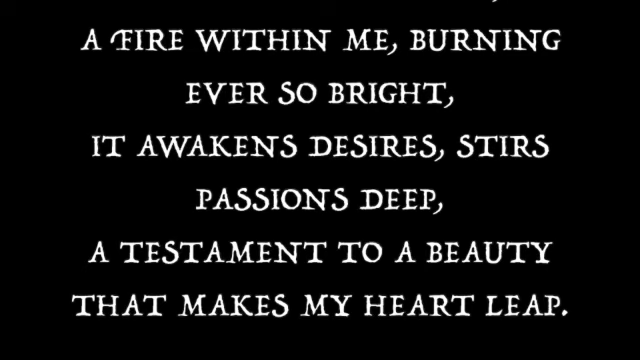 A FIRE WITHIN ME, BURNING
EVER SO BRIGHT,
IT AWAKENS DESIRES, STIRS
PASSIONS DEEP,
A TESTAMENT TO A BEAUTY
THAT MAKES MY HEART LEAP.